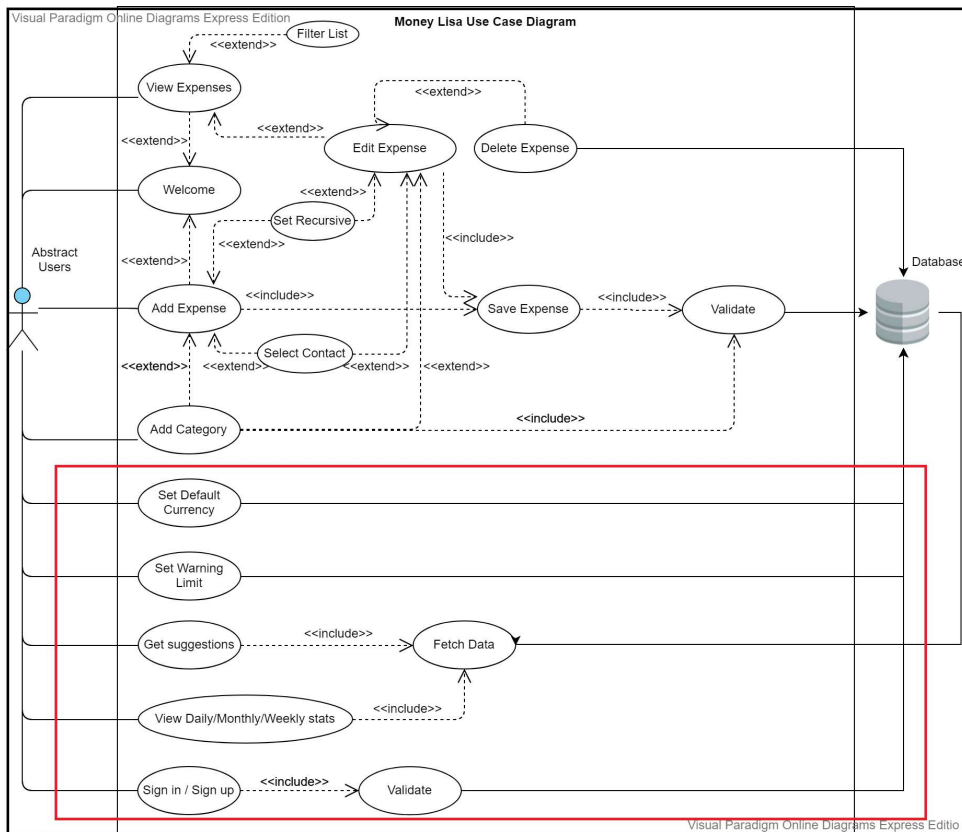 Visual Paradigm Online Diagrams Express Edition
Money Lisa Use Case Diagram
Filter List
<<extend>>
View Expenses
<<extend>>
<<extend>>
<<extend>>
Edit Expense
Delete Expense
Welcome
<<extend>>
Set Recursive
<<extend>>
<<include>>
Abstract
Users
<<extend>>
Database
Add Expense
<<include>>
Save Expense
<<include>>
Validate
Select Contact
<<extend>>
<<extend>>
<<extend>>
<<extend>>
<<include>>
Add Category
Set Default
Currency
Set Warning
Limit
Get suggestions
<<include>>
Fetch Data
View Daily/Monthly/Weekly stats
<<include>>
Sign in / Sign up
<<include>>
Validate
Visual Paradigm Online Diagrams Express Editio